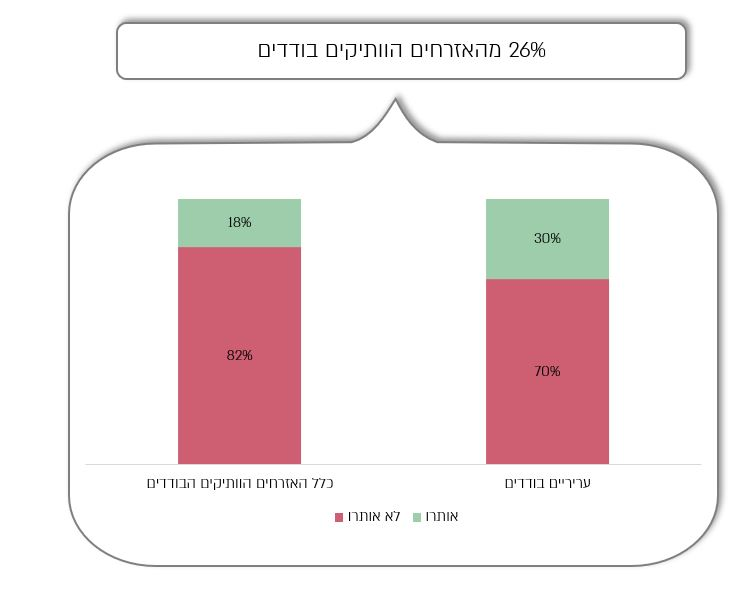 26% מהאזרחים הוותיקים בודדים
30%
18%
70%
82%
עריריים בודדים
כלל האזרחים הוותיקים הבודדים
אותרו
לא אותרו